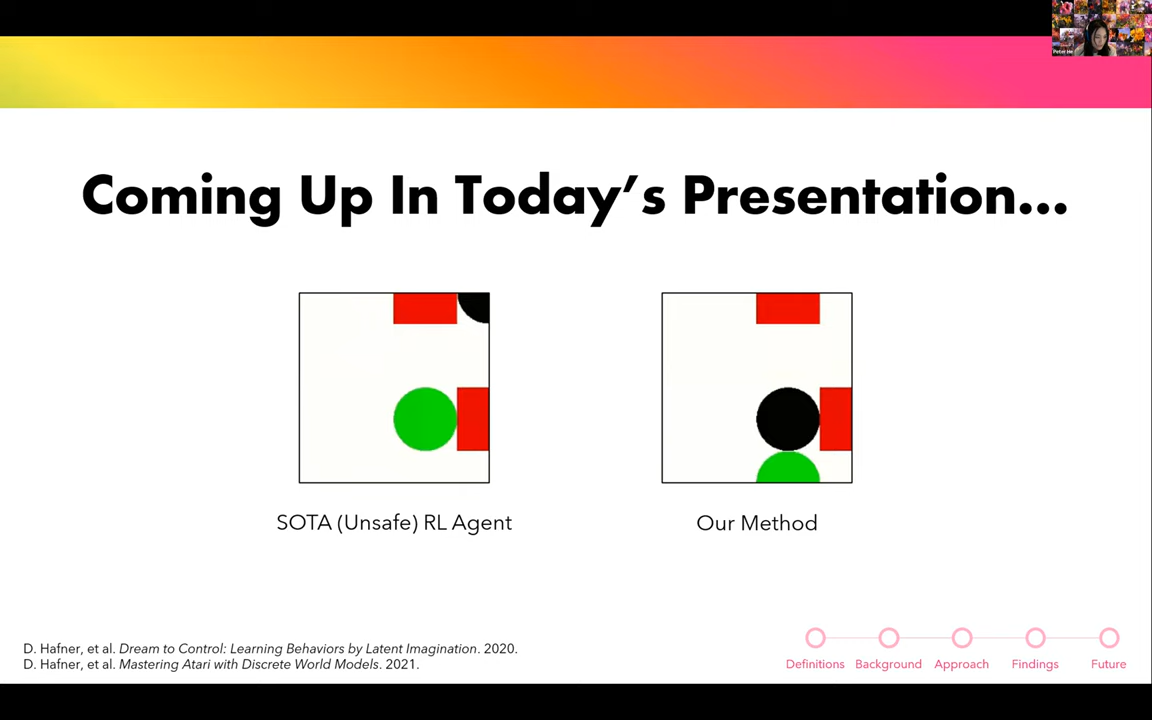 Peter He
Coming Up In Today's Presentation...
SOTA (Unsafe) RL Agent
Our Method
D. Hafner, et al. Dream to Control: Learning Behaviors by Latent Imagination. 2020.
D. Hafner, et al. Mastering Atari with Discrete World Models. 2021.
Definitions Background Approach Findings Future